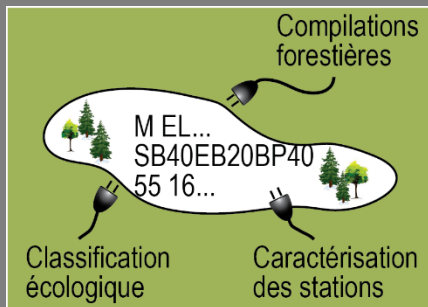 Compilations
forestières
M EL...
SB40EB20BP40
55 16...
Classification
écologique
Caractérisation
des stations